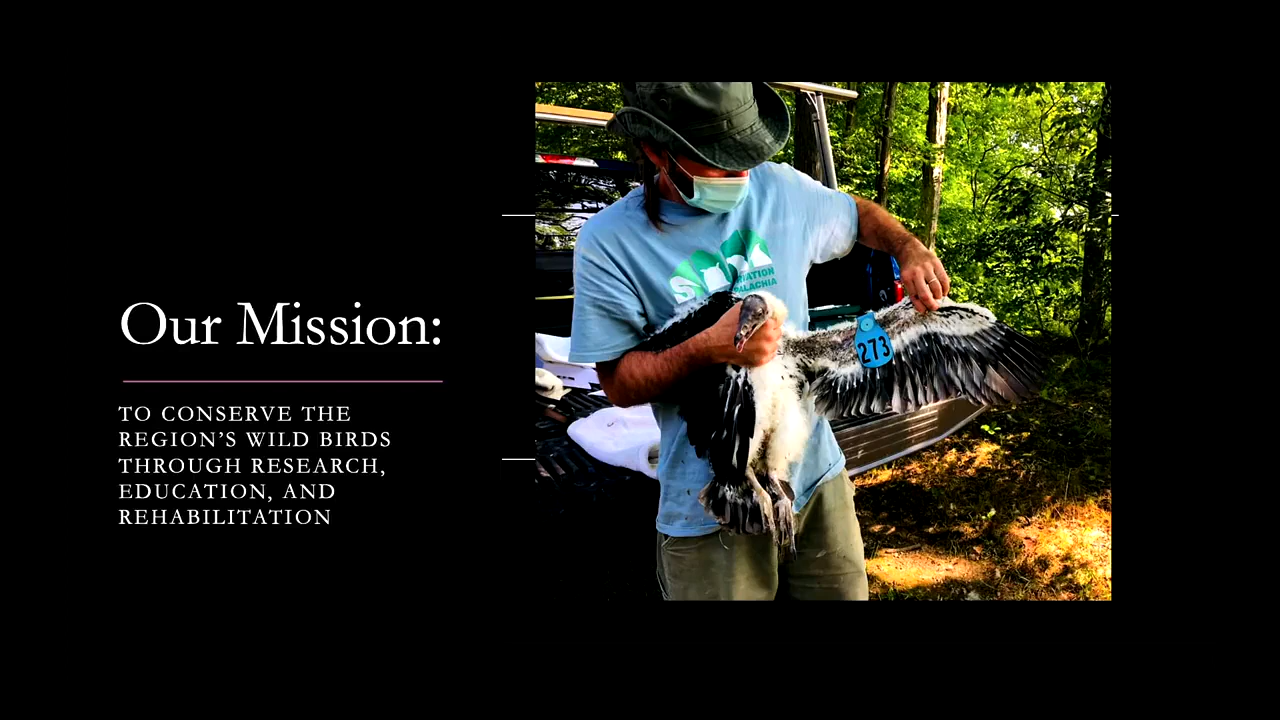 Our Mission:
TO CONSERVE THE
REGION'S WILD BIRDS
THROUGH RESEARCH,
EDUCATION, AND
REHABILITATION
273